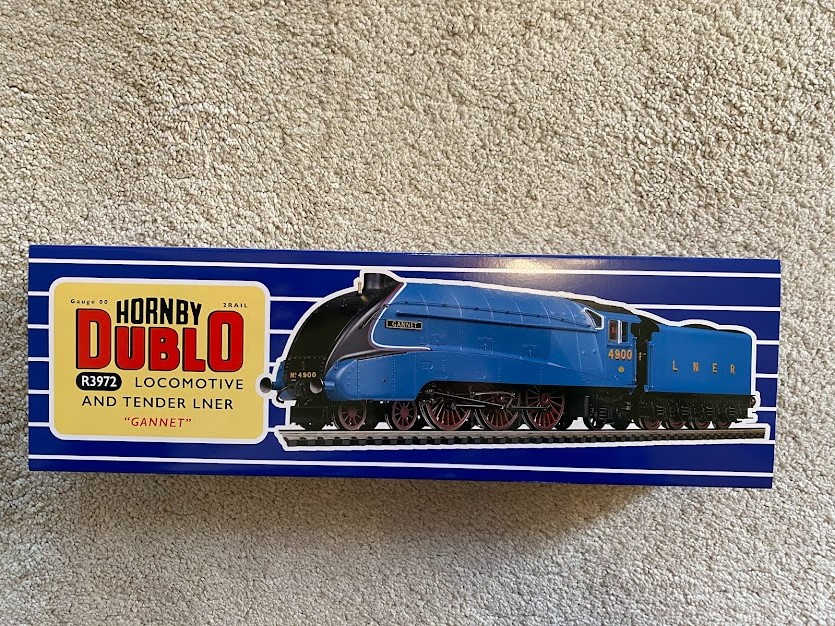 Gauge 00
2RAIL
HORNBY
DUBLO
R3972 LOCOMOTIVE
AND TENDER LNER
"GANNET"
GANNET
4900
L N E R
No 4900